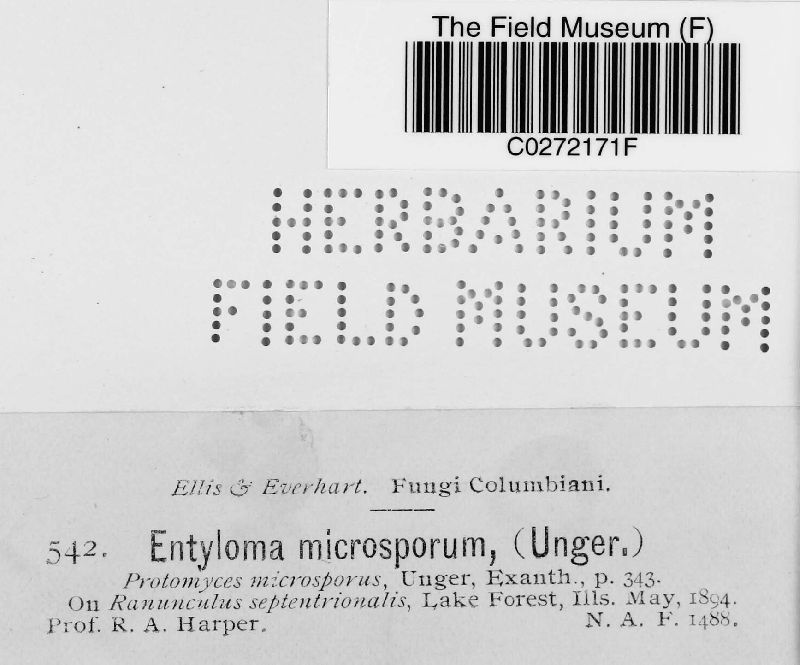 The Field Museum (F)
C0272171F
HERBARIUM
FIELD MUSEUM
Ellis & Everhart. Fungi Columbiani.
542. Entyloma microsporum, (Unger.)
Protomyces microsporus, Unger, Exanth., p. 343.
On Ranunculus septentrionalis, Lake Forest, Ills. May, 1894.
Prof. R. A. Harper. N. A. F. 1488.